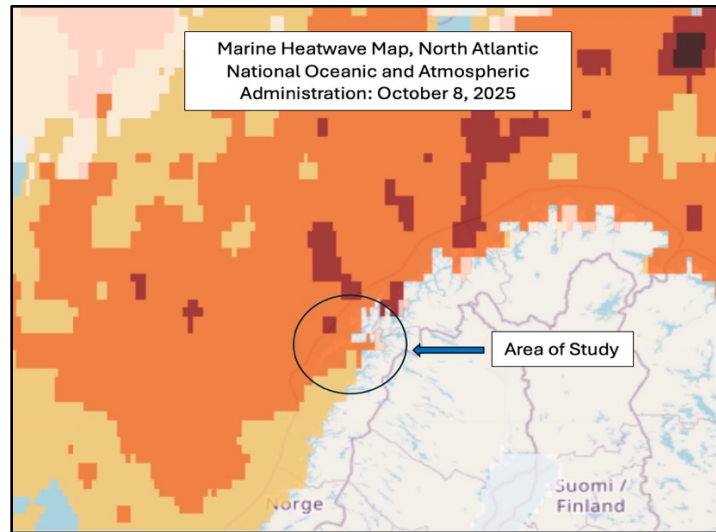 Marine Heatwave Map, North Atlantic
National Oceanic and Atmospheric
Administration: October 8, 2025
Area of Study
Norge
Suomi /
Finland